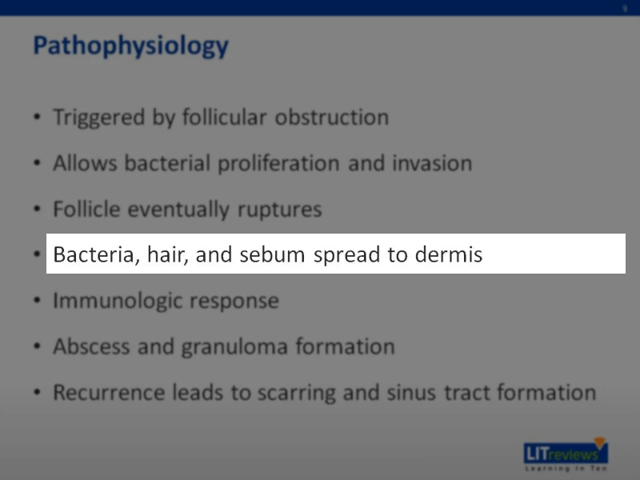 9
Pathophysiology
• Triggered by follicular obstruction
• Allows bacterial proliferation and invasion
• Follicle eventually ruptures
• Bacteria, hair, and sebum spread to dermis
• Immunologic response
• Abscess and granuloma formation
• Recurrence leads to scarring and sinus tract formation
LITreviews
Learning In Ten